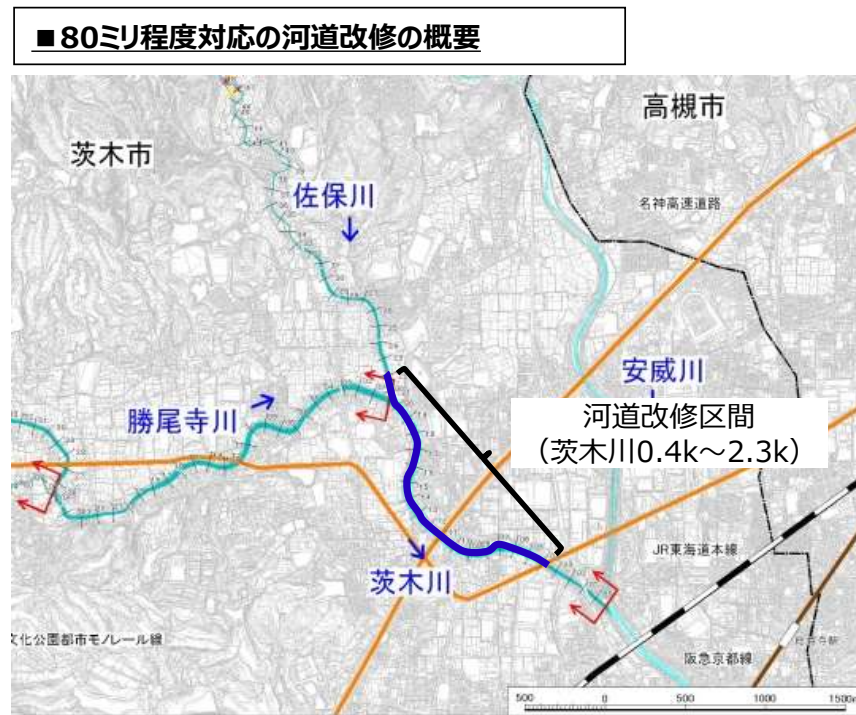 ■80ミリ程度対応の河道改修の概要
高槻市
茨木市
佐保川
名神高速道路
安威川
勝尾寺川
河道改修区間
（茨木川0.4k～2.3k）
JR東海道本線
茨木川
文化公園都市モノレール線
阪急京都線
500 0 500 1000 1500m